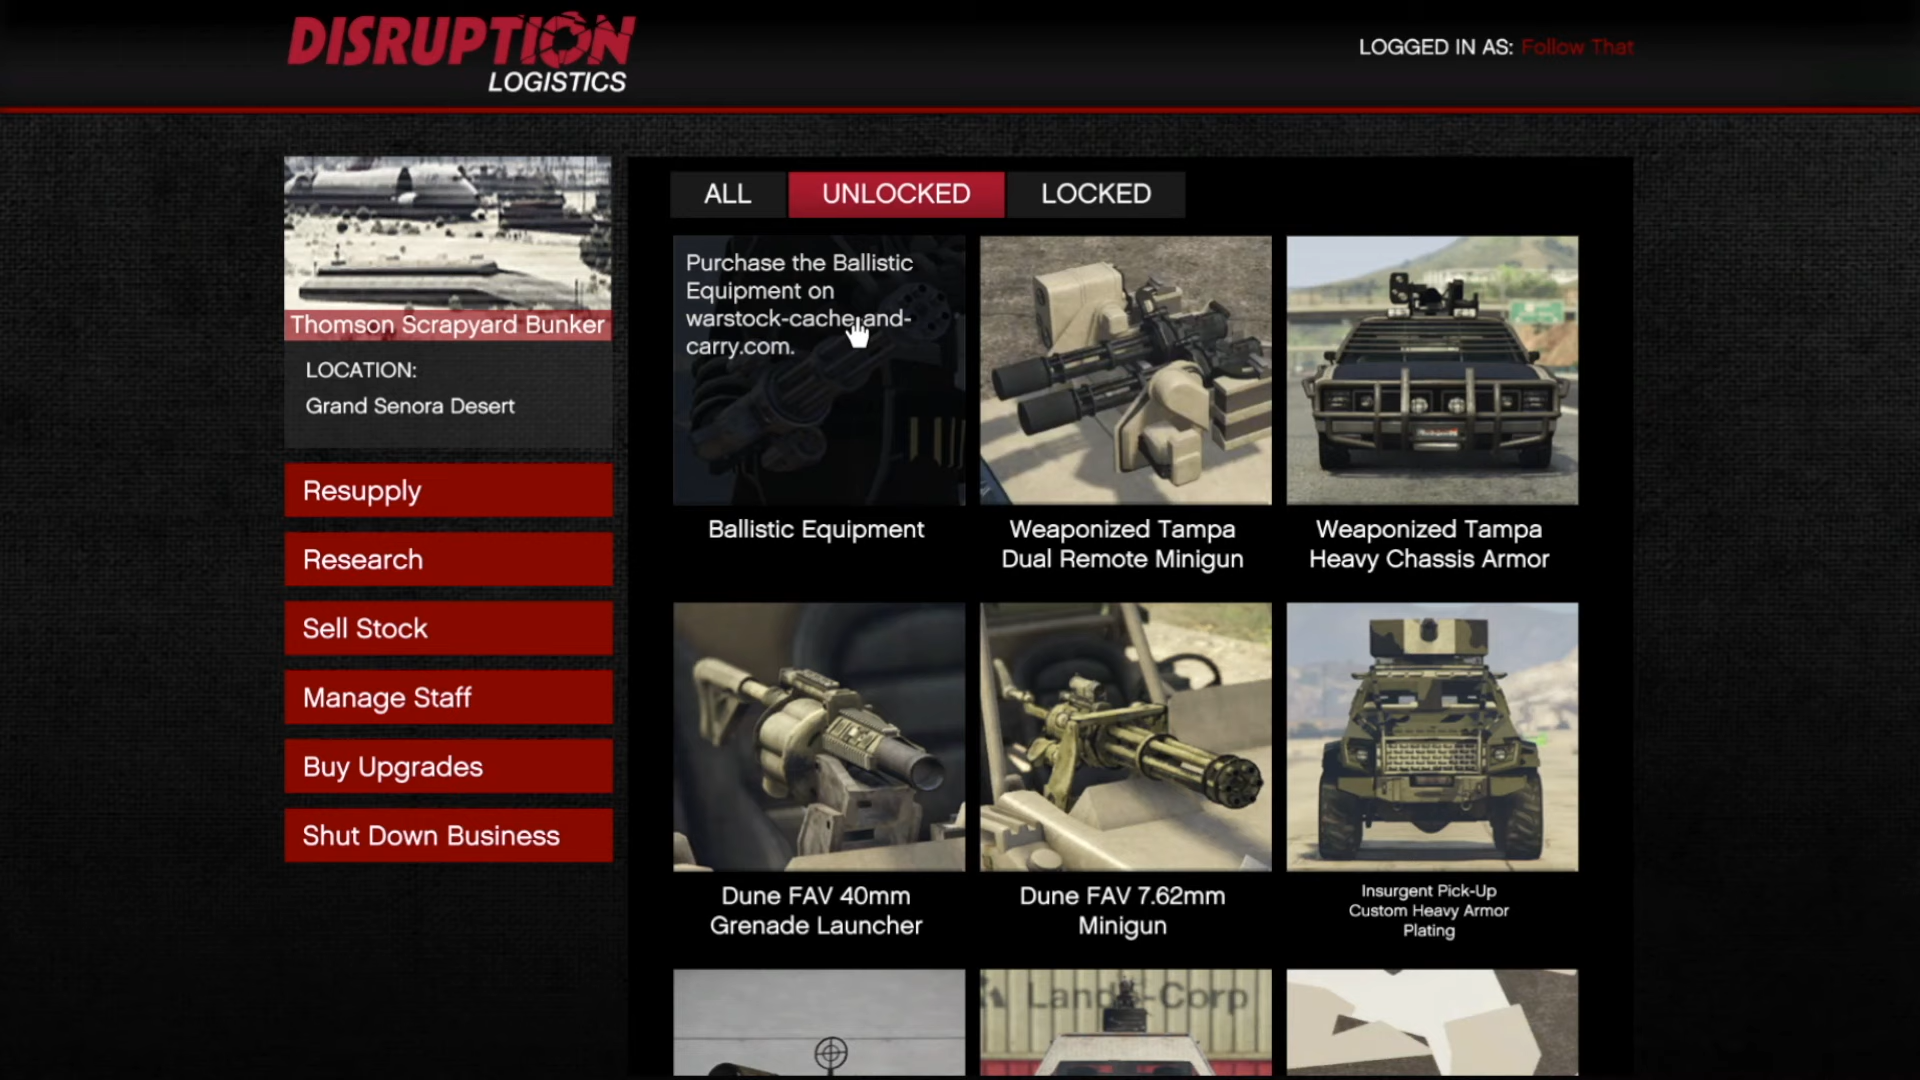 DISRUPTION
LOGISTICS
LOGGED IN AS: Follow That
Thomson Scrapyard Bunker
LOCATION:
Grand Senora Desert
Resupply
Research
Sell Stock
Manage Staff
Buy Upgrades
Shut Down Business
ALL
UNLOCKED
LOCKED
Purchase the Ballistic
Equipment on
warstock-cache-and-
carry.com.
Ballistic Equipment
Weaponized Tampa
Dual Remote Minigun
Weaponized Tampa
Heavy Chassis Armor
Dune FAV 40mm
Grenade Launcher
Dune FAV 7.62mm
Minigun
Insurgent Pick-Up
Custom Heavy Armor
Plating